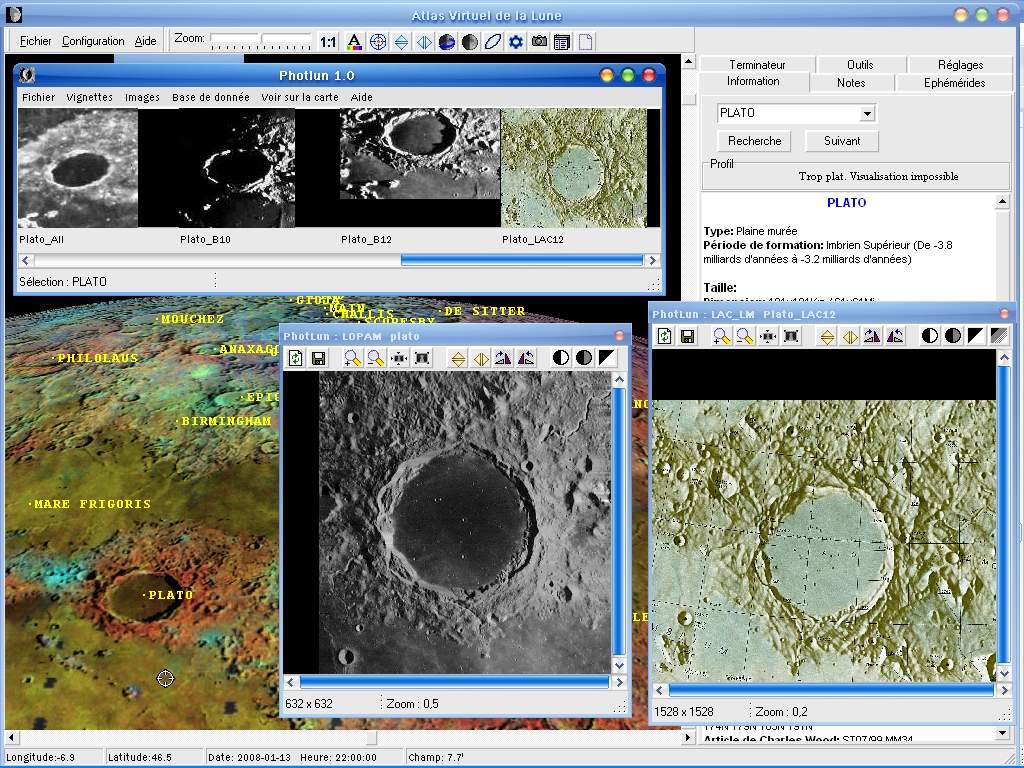 Atlas Virtuel de la Lune
Fichier Configuration Aide Zoom: 1:1 A
PhotLun 1.0
Fichier Vignettes Images Base de donnée Voir sur la carte Aide
Plato_AII Plato_B10 Plato_B12 Plato_LAC12
Sélection : PLATO
Terminateur Outils Réglages
Information Notes Ephémérides
PLATO
Recherche Suivant
Profil
Trop plat. Visualisation impossible
PLATO
Type: Plaine murée
Période de formation: Imbrien Supérieur (De -3.8
milliards d'années à -3.2 milliards d'années)
Taille:
·GIOJA
·MAIN
·CHALLIS
·SCORESBY
·DE SITTER
·MOUCHEZ
·PHILOLAUS
·BIRMINGHAM
·MARE FRIGORIS
·PLATO
PhotLun : LOPAM plato
632 x 632 Zoom : 0,5
PhotLun : LAC_LM Plato_LAC12
1528 x 1528 Zoom : 0,2
Article de Charles Wood: ST07/99 MM34
Longitude:-6.9 Latitude:46.5 Date: 2008-01-13 Heure: 22:00:00 Champ: 7.7'